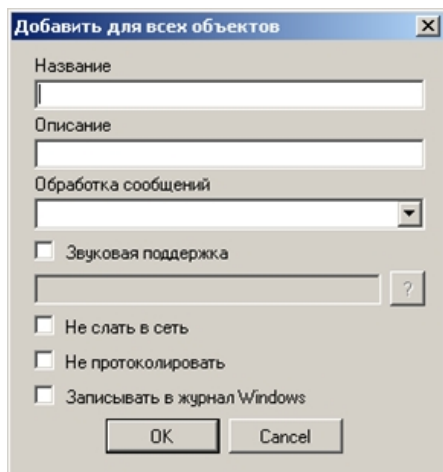 Добавить для всех объектов
Название
Описание
Обработка сообщений
Звуковая поддержка
?
Не слать в сеть
Не протоколировать
Записывать в журнал Windows
OK Cancel